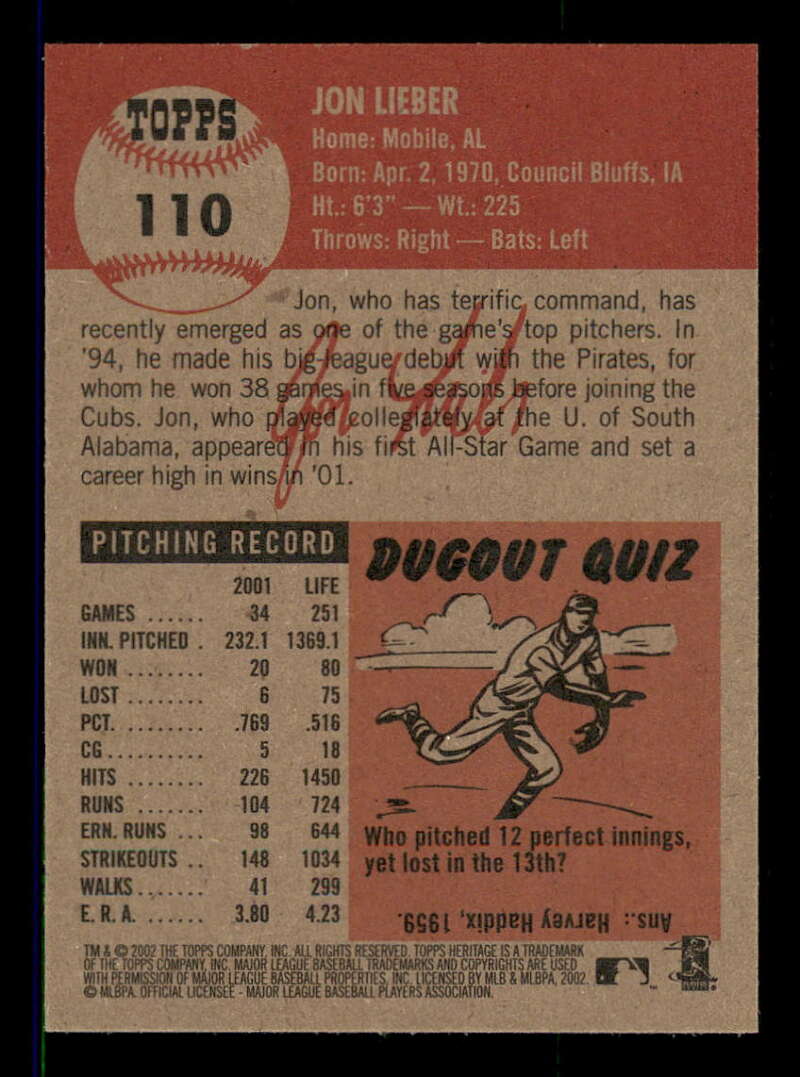 TOPPS
110
JON LIEBER
Home: Mobile, AL
Born: Apr. 2, 1970, Council Bluffs, IA
Ht.: 6'3" — Wt.: 225
Throws: Right — Bats: Left
Jon, who has terrific command, has
recently emerged as one of the game's top pitchers. In
'94, he made his big-league debut with the Pirates, for
whom he won 38 games in five seasons before joining the
Cubs. Jon, who played collegiately at the U. of South
Alabama, appeared in his first All-Star Game and set a
career high in wins in '01.
PITCHING RECORD
2001 LIFE
GAMES ...... 34 251
INN. PITCHED . 232.1 1369.1
WON ........ 20 80
LOST ........ 6 75
PCT. ........ .769 .516
CG.......... 5 18
HITS ........ 226 1450
RUNS ....... 104 724
ERN. RUNS ... 98 644
STRIKEOUTS .. 148 1034
WALKS....... 41 299
E.R.A. ...... 3.80 4.23
DUGOUT QUIZ
Who pitched 12 perfect innings,
yet lost in the 13th?
Ans.: Harvey Haddix, 1959.
TM & © 2002 THE TOPPS COMPANY, INC. ALL RIGHTS RESERVED. TOPPS HERITAGE IS A TRADEMARK
OF THE TOPPS COMPANY, INC. MAJOR LEAGUE BASEBALL TRADEMARKS AND COPYRIGHTS ARE USED
WITH PERMISSION OF MAJOR LEAGUE BASEBALL PROPERTIES, INC. LICENSED BY MLB & MLBPA, 2002.
© MLBPA. OFFICIAL LICENSEE - MAJOR LEAGUE BASEBALL PLAYERS ASSOCIATION.